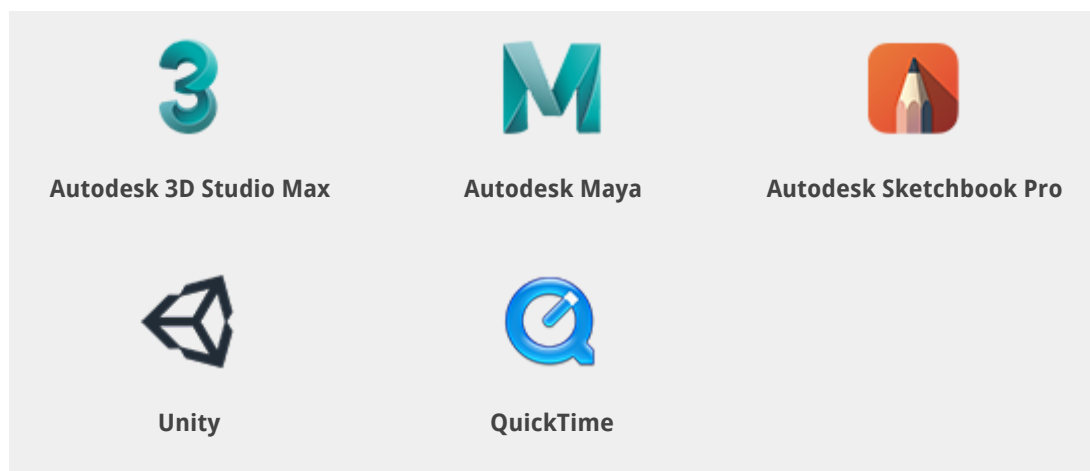 Autodesk 3D Studio Max
Autodesk Maya
Autodesk Sketchbook Pro
Unity
QuickTime